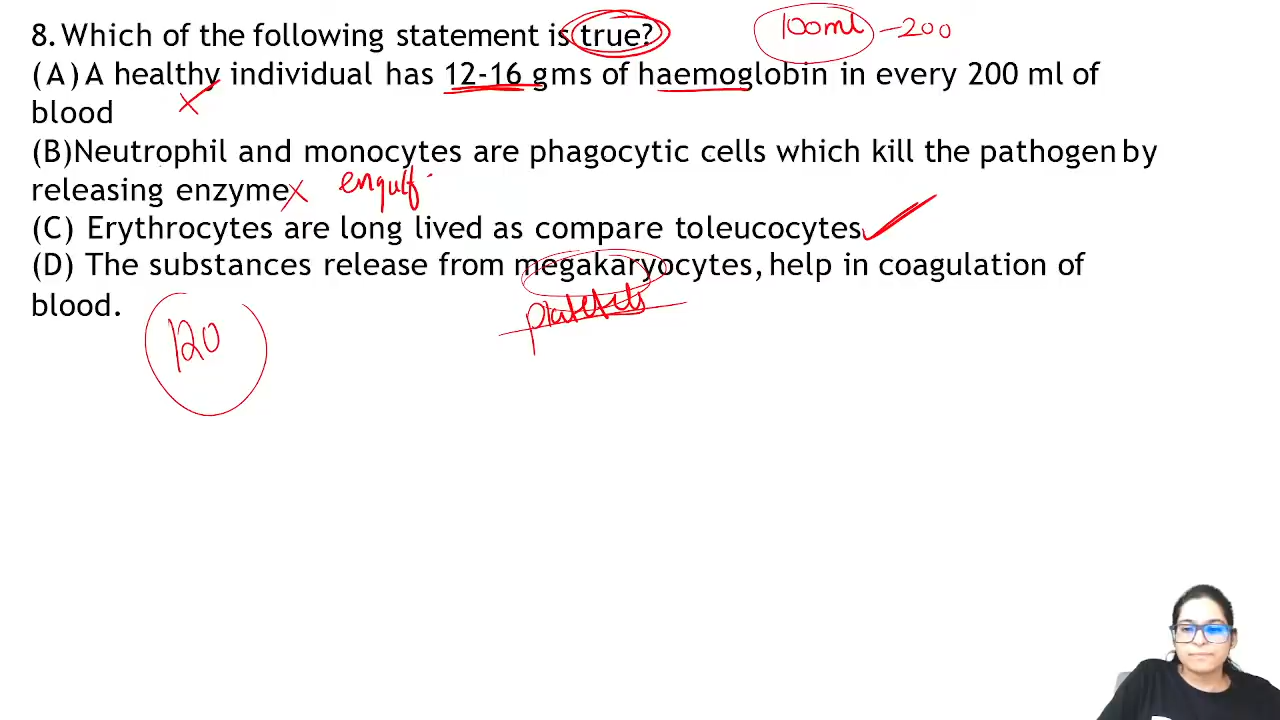 8. Which of the following statement is true? 100ml - 200
(A) A healthy individual has 12-16 gms of haemoglobin in every 200 ml of
blood
(B)Neutrophil and monocytes are phagocytic cells which kill the pathogen by
releasing enzyme engulf
(C) Erythrocytes are long lived as compare toleucocytes
(D) The substances release from megakaryocytes, help in coagulation of
blood.
platelets
120